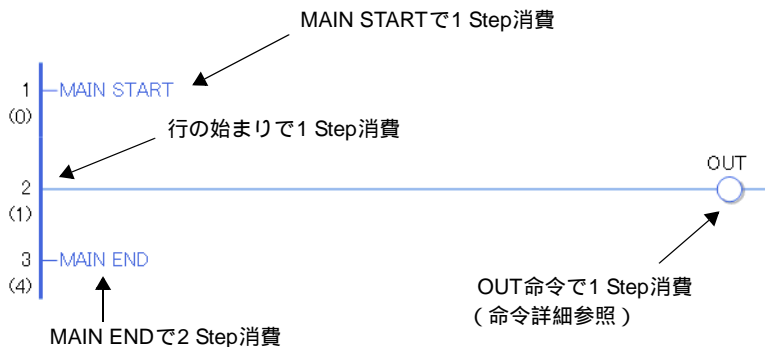 MAIN STARTで1 Step消費
1 MAIN START
(0)
行の始まりで1 Step消費
OUT
2
(1)
3 MAIN END
(4)
OUT命令で1 Step消費
(命令詳細参照)
MAIN ENDで2 Step消費